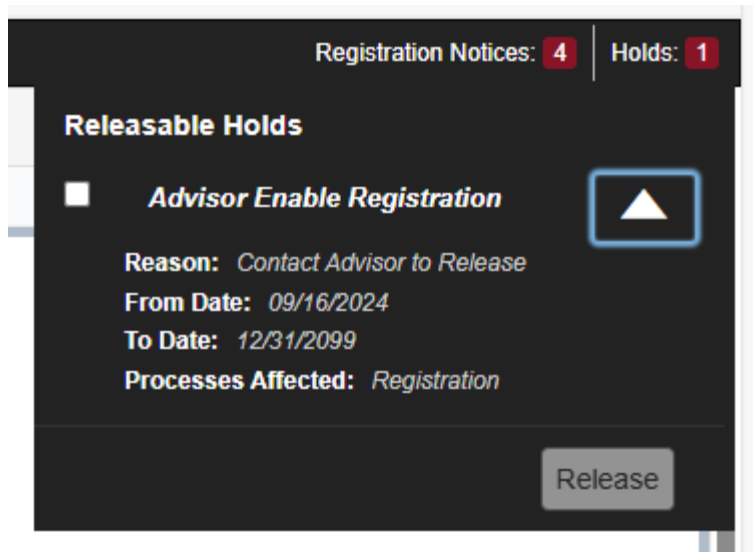 Registration Notices: 4 Holds: 1
Releasable Holds
Advisor Enable Registration
Reason: Contact Advisor to Release
From Date: 09/16/2024
To Date: 12/31/2099
Processes Affected: Registration
Release